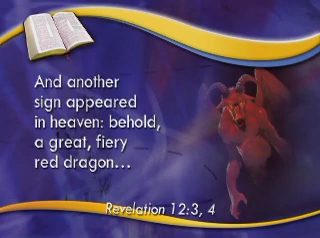 And another
sign appeared
in heaven: behold,
a great, fiery
red dragon...
Revelation 12:3, 4